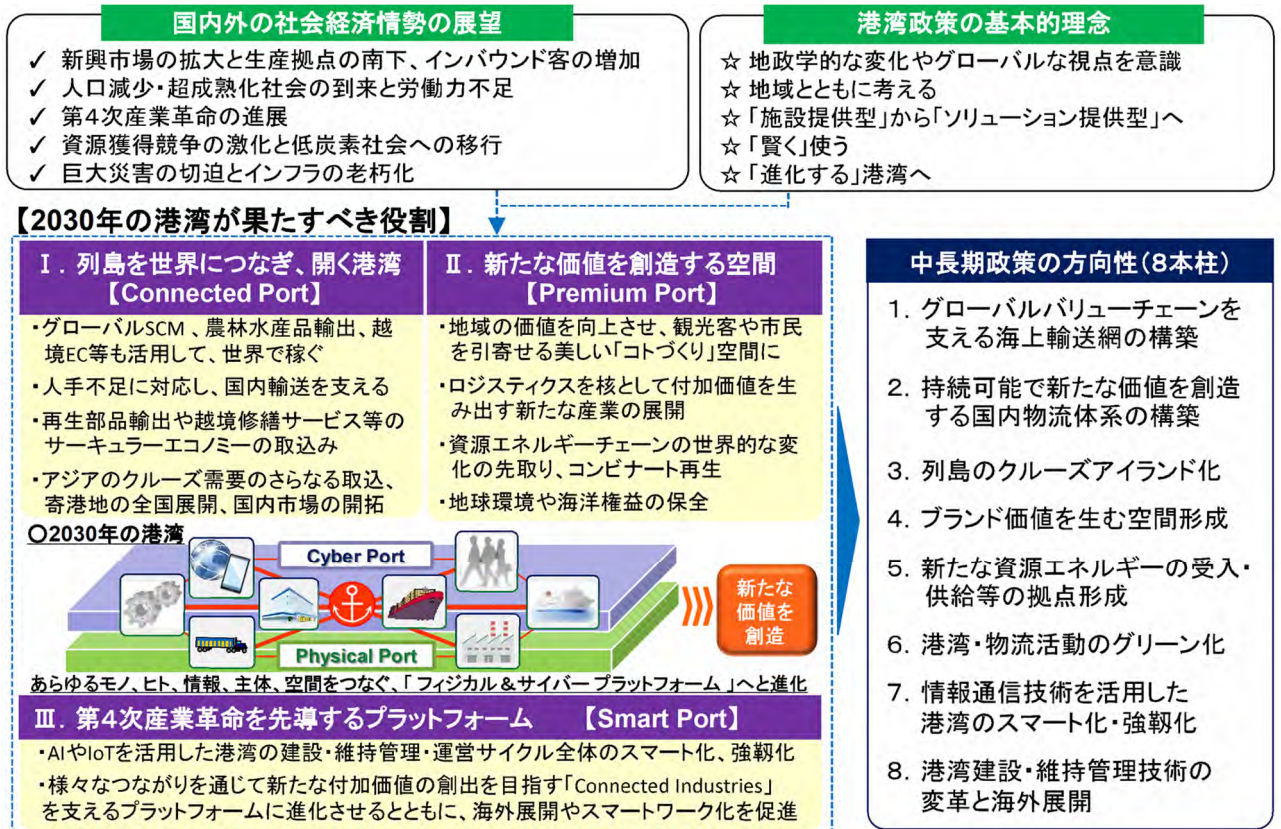 国内外の社会経済情勢の展望
✓ 新興市場の拡大と生産拠点の南下、インバウンド客の増加
✓ 人口減少・超成熟化社会の到来と労働力不足
✓ 第4次産業革命の進展
✓ 資源獲得競争の激化と低炭素社会への移行
✓ 巨大災害の切迫とインフラの老朽化
港湾政策の基本的理念
☆ 地政学的な変化やグローバルな視点を意識
☆ 地域とともに考える
☆ 「施設提供型」から「ソリューション提供型」へ
☆ 「賢く」使う
☆ 「進化する」港湾へ
【2030年の港湾が果たすべき役割】
Ⅰ．列島を世界につなぎ、開く港湾
【Connected Port】
・グローバルSCM 、農林水産品輸出、越
境EC等も活用して、世界で稼ぐ
・人手不足に対応し、国内輸送を支える
・再生部品輸出や越境修繕サービス等の
サーキュラーエコノミーの取込み
・アジアのクルーズ需要のさらなる取込、
寄港地の全国展開、国内市場の開拓
Ⅱ．新たな価値を創造する空間
【Premium Port】
・地域の価値を向上させ、観光客や市民
を引寄せる美しい「コトづくり」空間に
・ロジスティクスを核として付加価値を生
み出す新たな産業の展開
・資源エネルギーチェーンの世界的な変
化の先取り、コンビナート再生
・地球環境や海洋権益の保全
〇2030年の港湾
Cyber Port
Physical Port
新たな
価値を
創造
あらゆるモノ、ヒト、情報、主体、空間をつなぐ、「 フィジカル＆サイバー プラットフォーム 」へと進化
Ⅲ．第4次産業革命を先導するプラットフォーム 【Smart Port】
・AIやIoTを活用した港湾の建設・維持管理・運営サイクル全体のスマート化、強靱化
・様々なつながりを通じて新たな付加価値の創出を目指す「Connected Industries」
を支えるプラットフォームに進化させるとともに、海外展開やスマートワーク化を促進
中長期政策の方向性（8本柱）
1．グローバルバリューチェーンを
支える海上輸送網の構築
2．持続可能で新たな価値を創造
する国内物流体系の構築
3．列島のクルーズアイランド化
4．ブランド価値を生む空間形成
5．新たな資源エネルギーの受入・
供給等の拠点形成
6．港湾・物流活動のグリーン化
7．情報通信技術を活用した
港湾のスマート化・強靱化
8．港湾建設・維持管理技術の
変革と海外展開